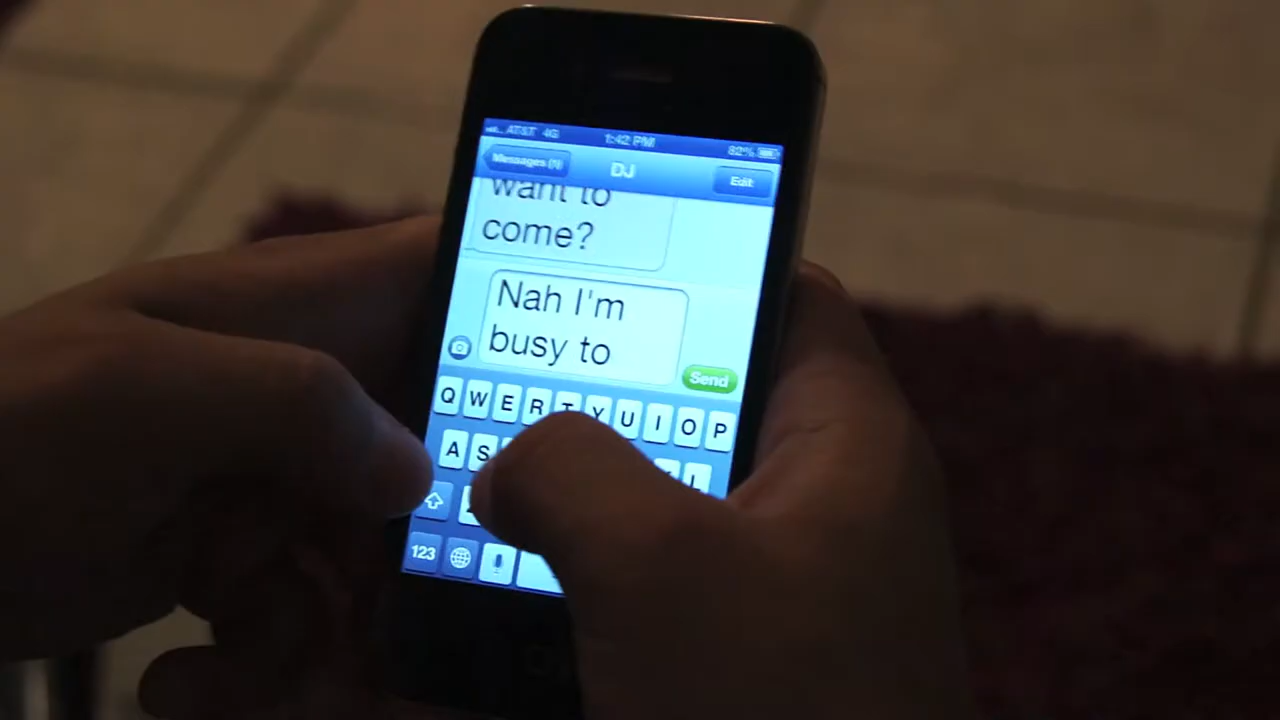 AT&T 4G 1:42 PM 82%
Messages (1) DJ Edit
want to
come?
Nah I'm
busy to
Send
Q W E R T Y U I O P
A S L
123